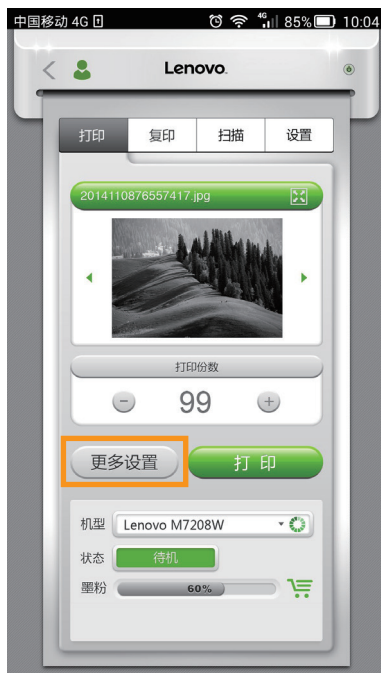 中国移动 4G 4G 85% 10:04
Lenovo.
打印 复印 扫描 设置
2014110876557417.jpg
打印份数
99
更多设置 打 印
机型 Lenovo M7208W
状态 待机
墨粉 60%